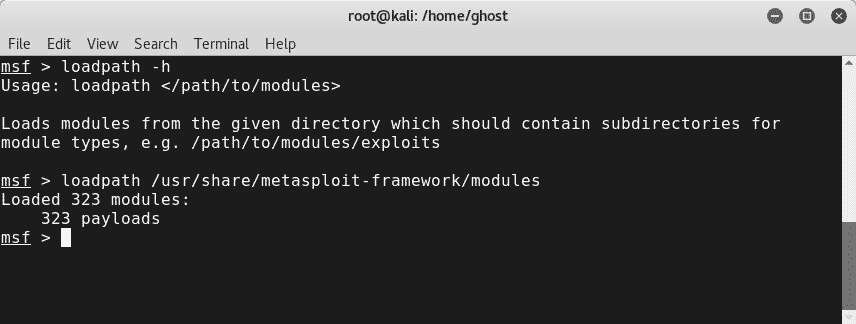 root@kali: /home/ghost
File Edit View Search Terminal Help
msf > loadpath -h
Usage: loadpath </path/to/modules>
Loads modules from the given directory which should contain subdirectories for
module types, e.g. /path/to/modules/exploits
msf > loadpath /usr/share/metasploit-framework/modules
Loaded 323 modules:
    323 payloads
msf >